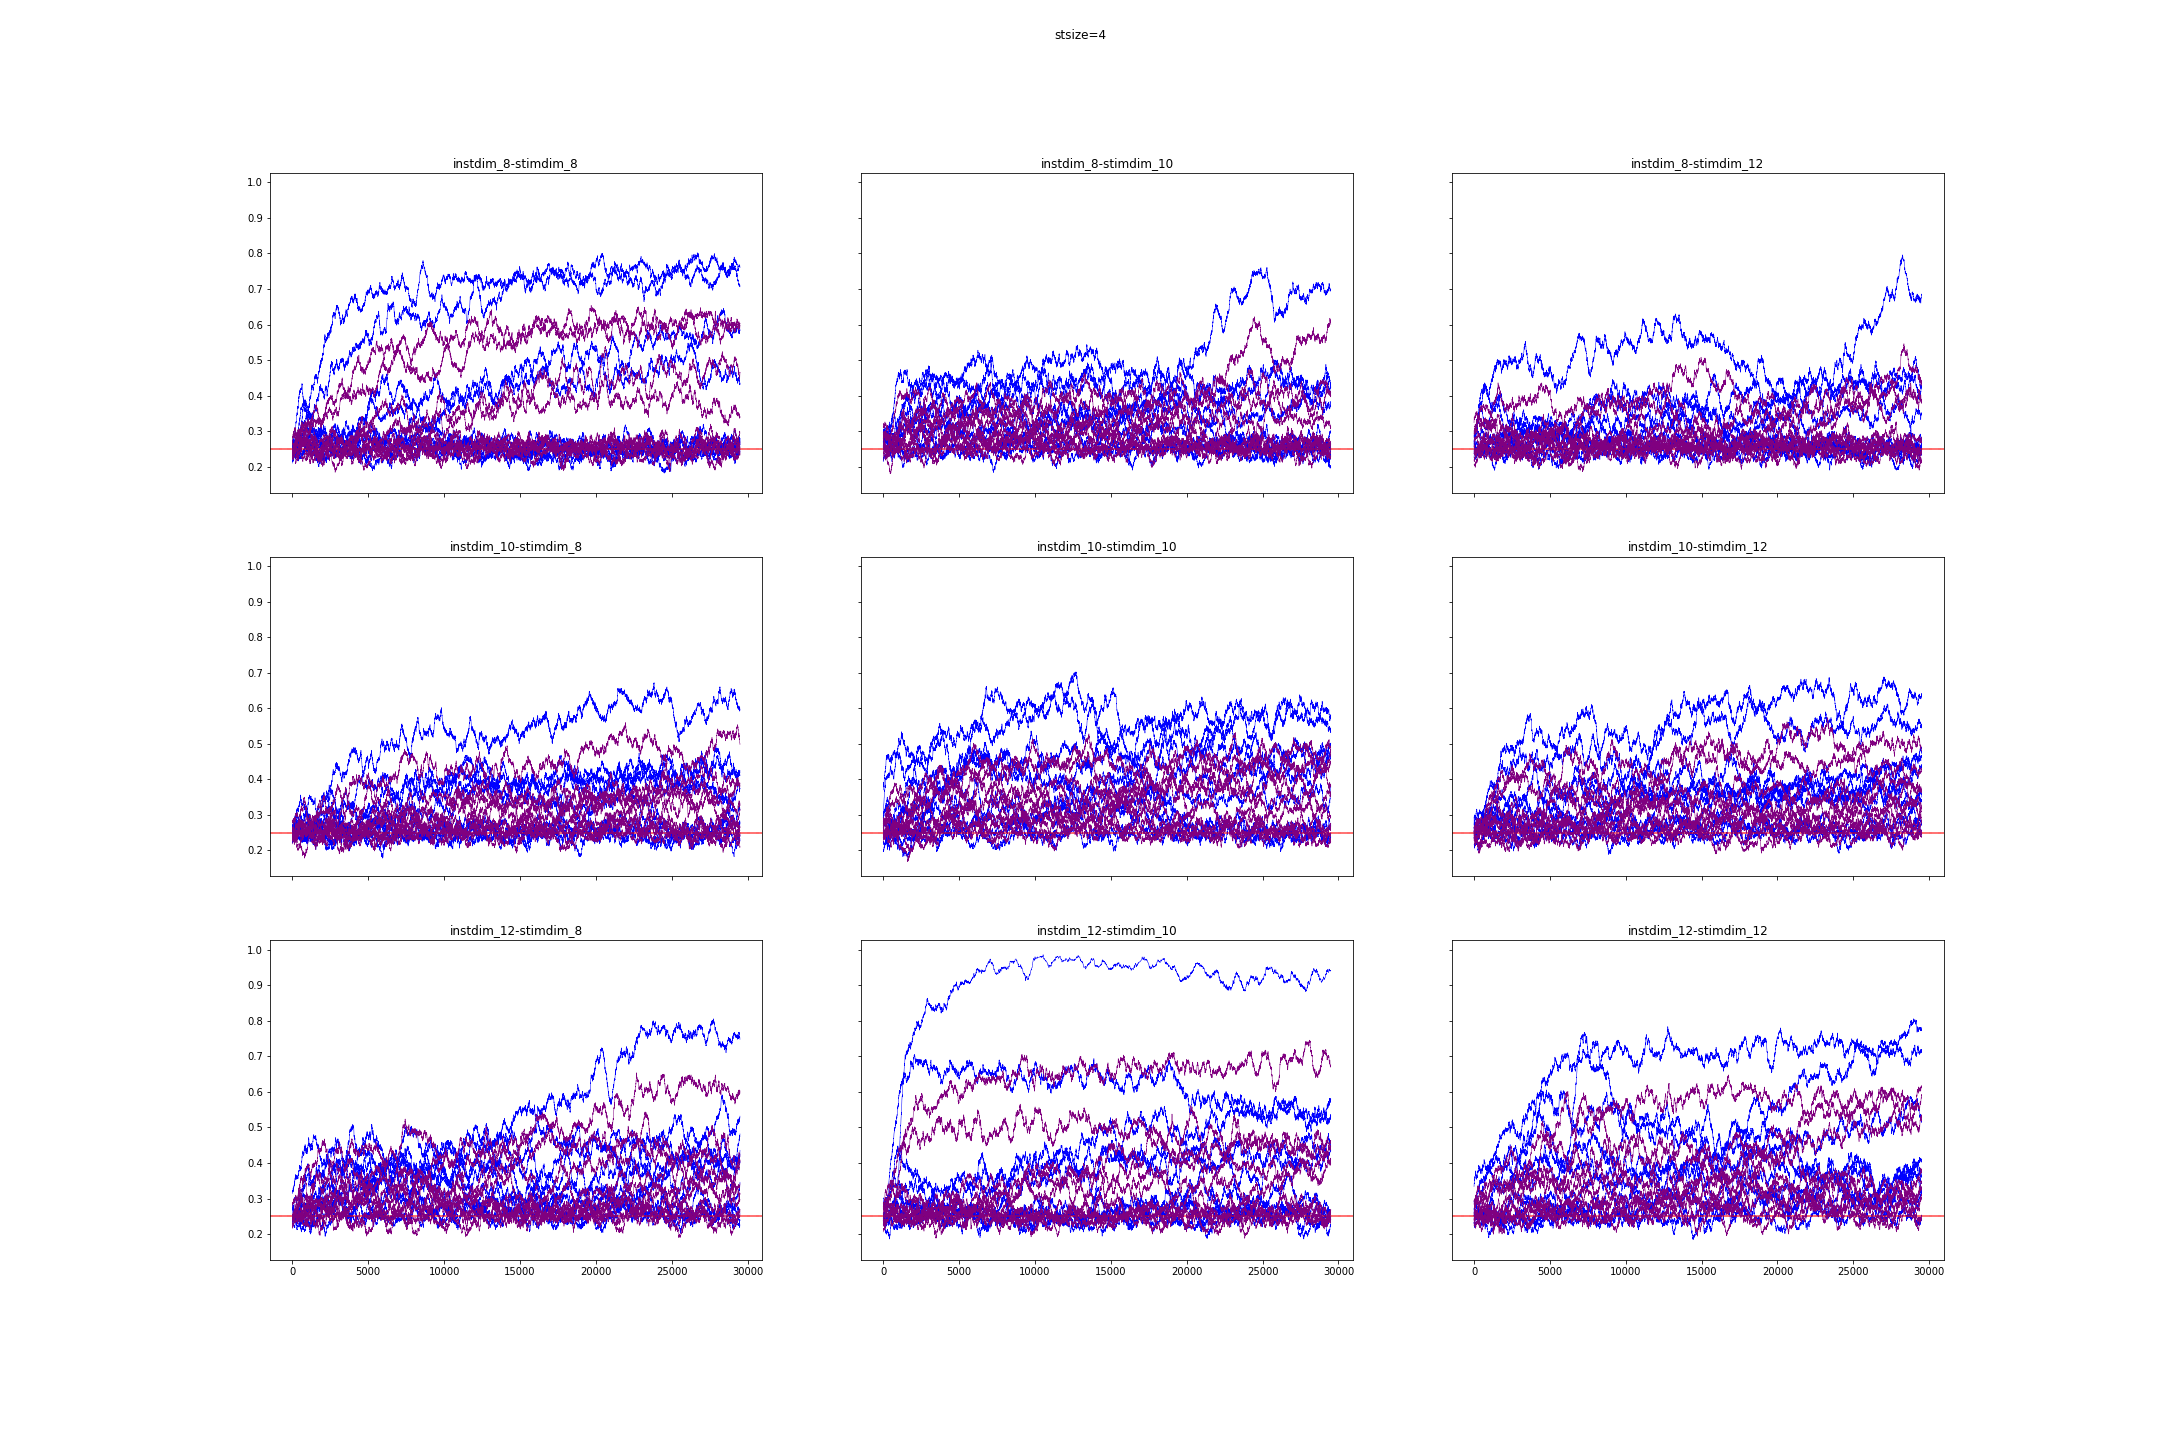 stsize=4
instdim_8-stimdim_8
instdim_8-stimdim_10
instdim_8-stimdim_12
1.0
0.9
0.8
0.7
0.6
0.5
0.4
0.3
0.2
instdim_10-stimdim_8
instdim_10-stimdim_10
instdim_10-stimdim_12
1.0
0.9
0.8
0.7
0.6
0.5
0.4
0.3
0.2
instdim_12-stimdim_8
instdim_12-stimdim_10
instdim_12-stimdim_12
1.0
0.9
0.8
0.7
0.6
0.5
0.4
0.3
0.2
0 5000 10000 15000 20000 25000 30000
0 5000 10000 15000 20000 25000 30000
0 5000 10000 15000 20000 25000 30000